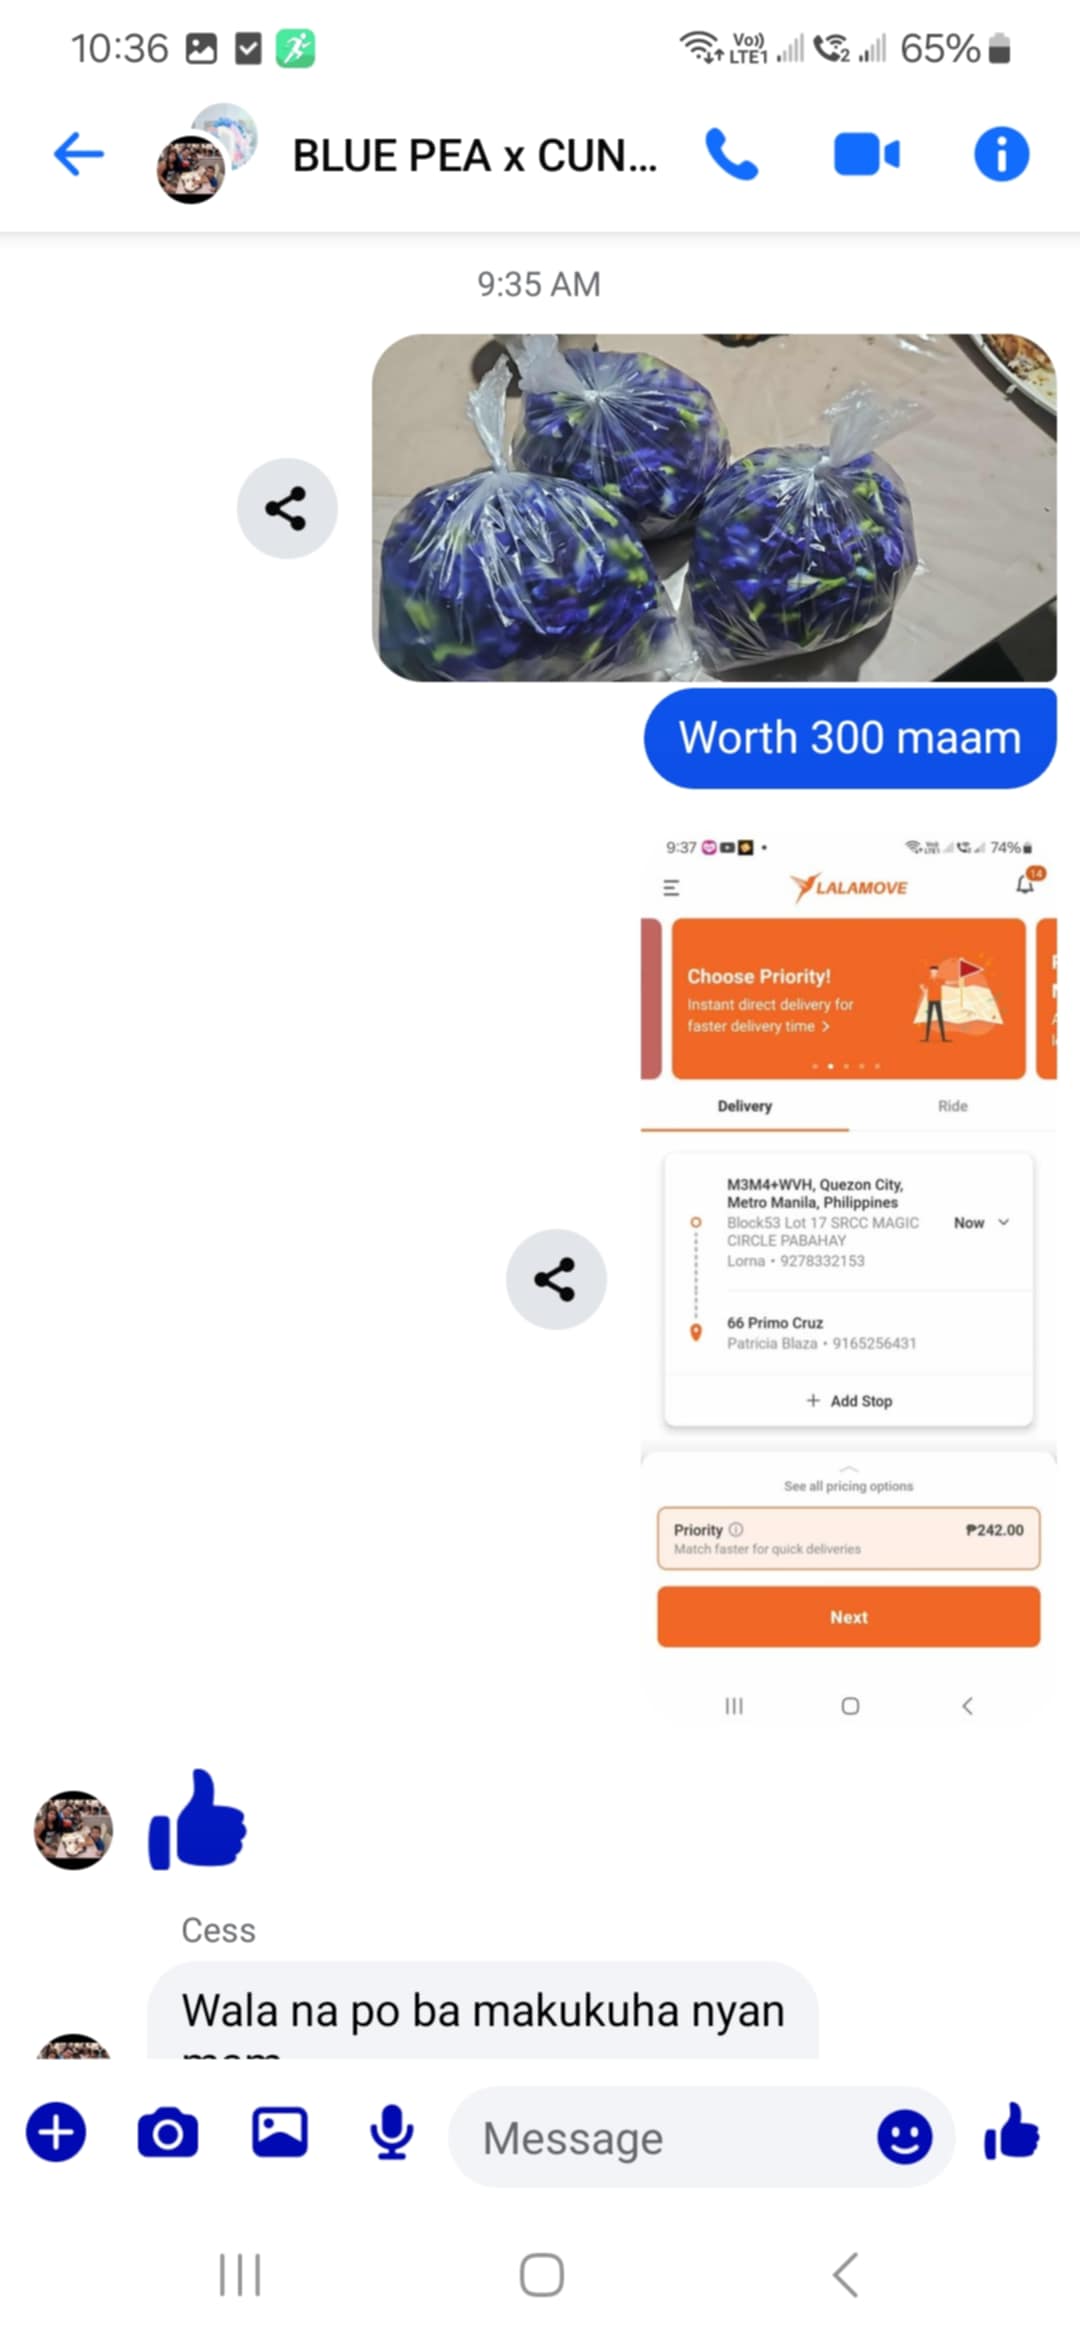 10:36
Vo))
LTE1
2
65%
BLUE PEA x CUN...
9:35 AM
Worth 300 maam
9:37
74%
LALAMOVE
14
Choose Priority!
Instant direct delivery for
faster delivery time >
Delivery
Ride
M3M4+WVH, Quezon City,
Metro Manila, Philippines
Block53 Lot 17 SRCC MAGIC
CIRCLE PABAHAY
Lorna • 9278332153
Now
66 Primo Cruz
Patricia Blaza • 9165256431
+ Add Stop
See all pricing options
Priority
₱242.00
Match faster for quick deliveries
Next
Cess
Wala na po ba makukuha nyan
Message